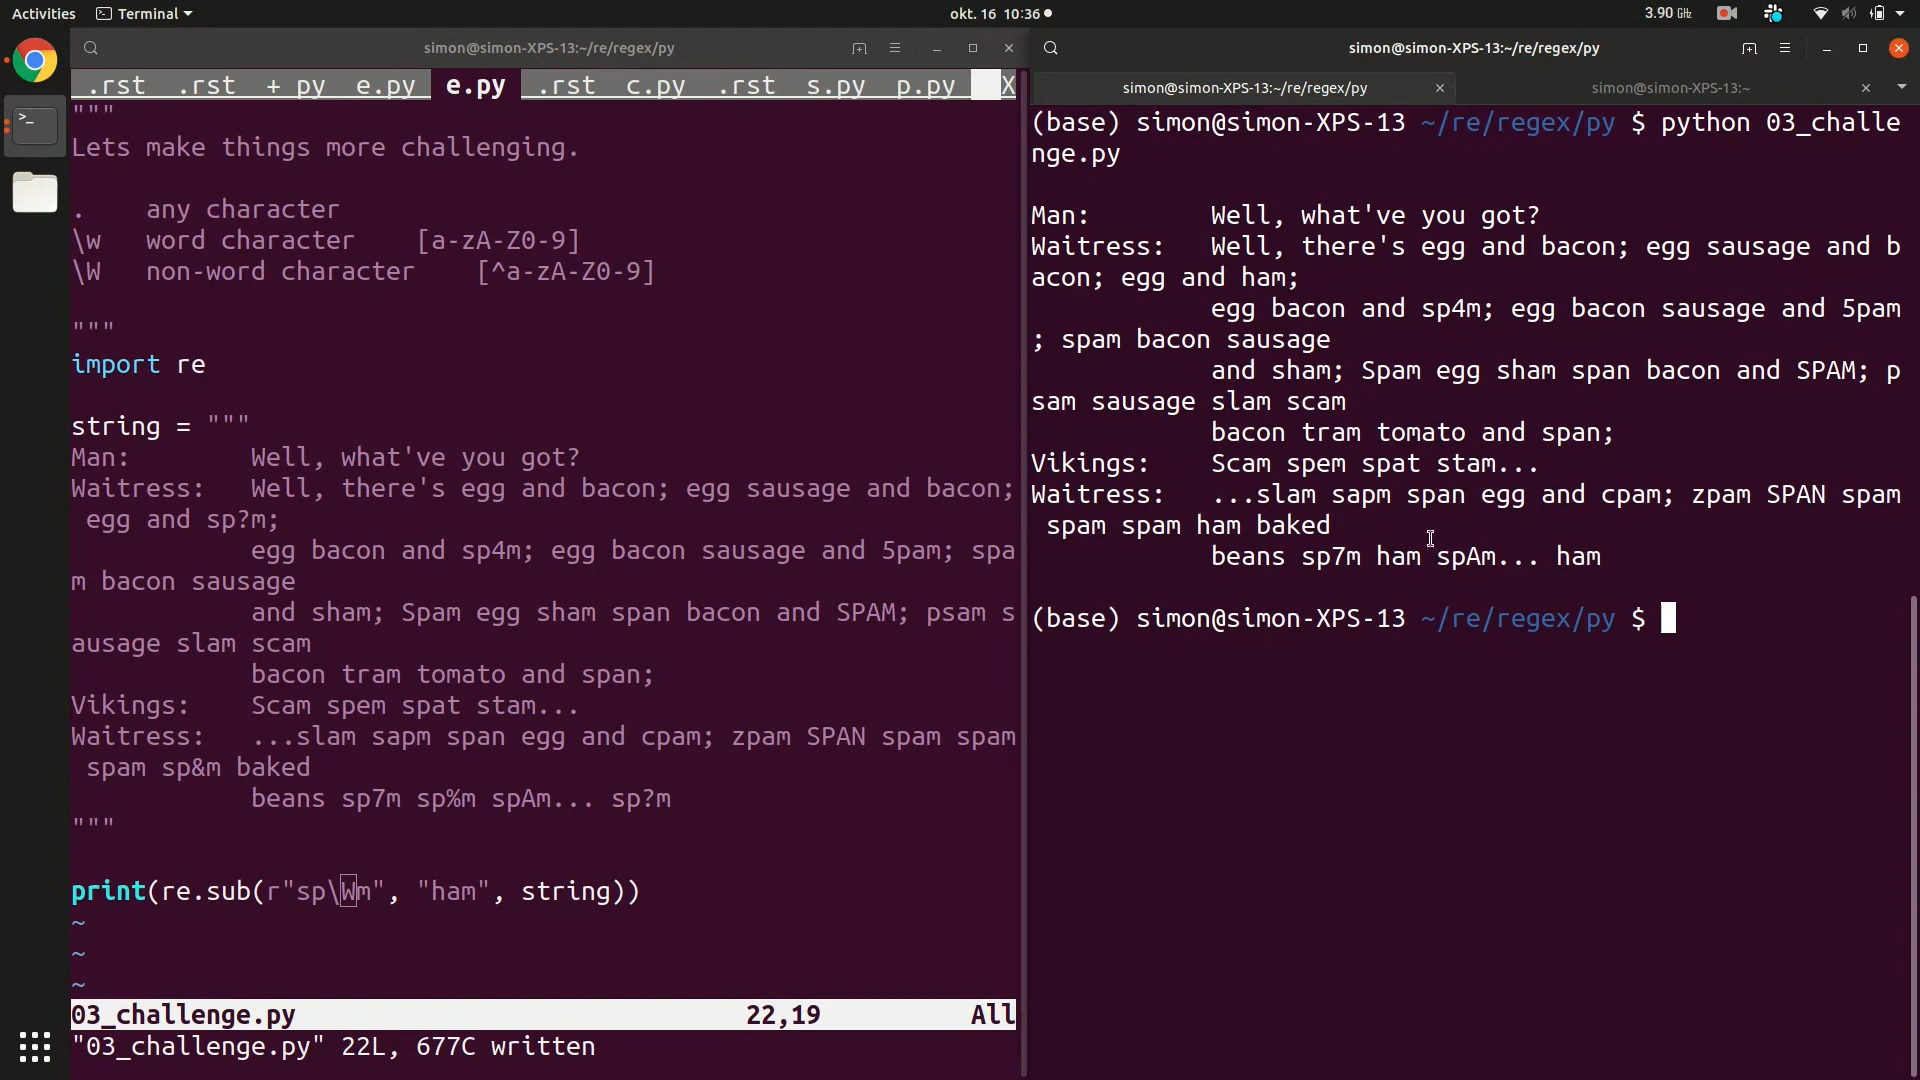 Activities
Terminal
okt. 16 10:36
3.90 GHz
simon@simon-XPS-13:~/re/regex/py
.rst .rst + py e.py e.py .rst c.py .rst s.py p.py X
"""
Lets make things more challenging.
. any character
\w word character [a-zA-Z0-9]
\W non-word character [^a-zA-Z0-9]
"""
import re
string = """
Man: Well, what've you got?
Waitress: Well, there's egg and bacon; egg sausage and bacon;
egg and sp?m;
egg bacon and sp4m; egg bacon sausage and 5pam; spa
m bacon sausage
and sham; Spam egg sham span bacon and SPAM; psam s
ausage slam scam
bacon tram tomato and span;
Vikings: Scam spem spat stam...
Waitress: ...slam sapm span egg and cpam; zpam SPAN spam spam
spam sp&m baked
beans sp7m sp%m spAm... sp?m
"""
print(re.sub(r"sp\Wm", "ham", string))
~
~
~
03_challenge.py 22,19 All
"03_challenge.py" 22L, 677C written
simon@simon-XPS-13:~/re/regex/py
simon@simon-XPS-13:~/re/regex/py
simon@simon-XPS-13:~
(base) simon@simon-XPS-13 ~/re/regex/py $ python 03_challe
nge.py
Man: Well, what've you got?
Waitress: Well, there's egg and bacon; egg sausage and b
acon; egg and ham;
egg bacon and sp4m; egg bacon sausage and 5pam
; spam bacon sausage
and sham; Spam egg sham span bacon and SPAM; p
sam sausage slam scam
bacon tram tomato and span;
Vikings: Scam spem spat stam...
Waitress: ...slam sapm span egg and cpam; zpam SPAN spam
spam spam ham baked
beans sp7m ham spAm... ham
(base) simon@simon-XPS-13 ~/re/regex/py $